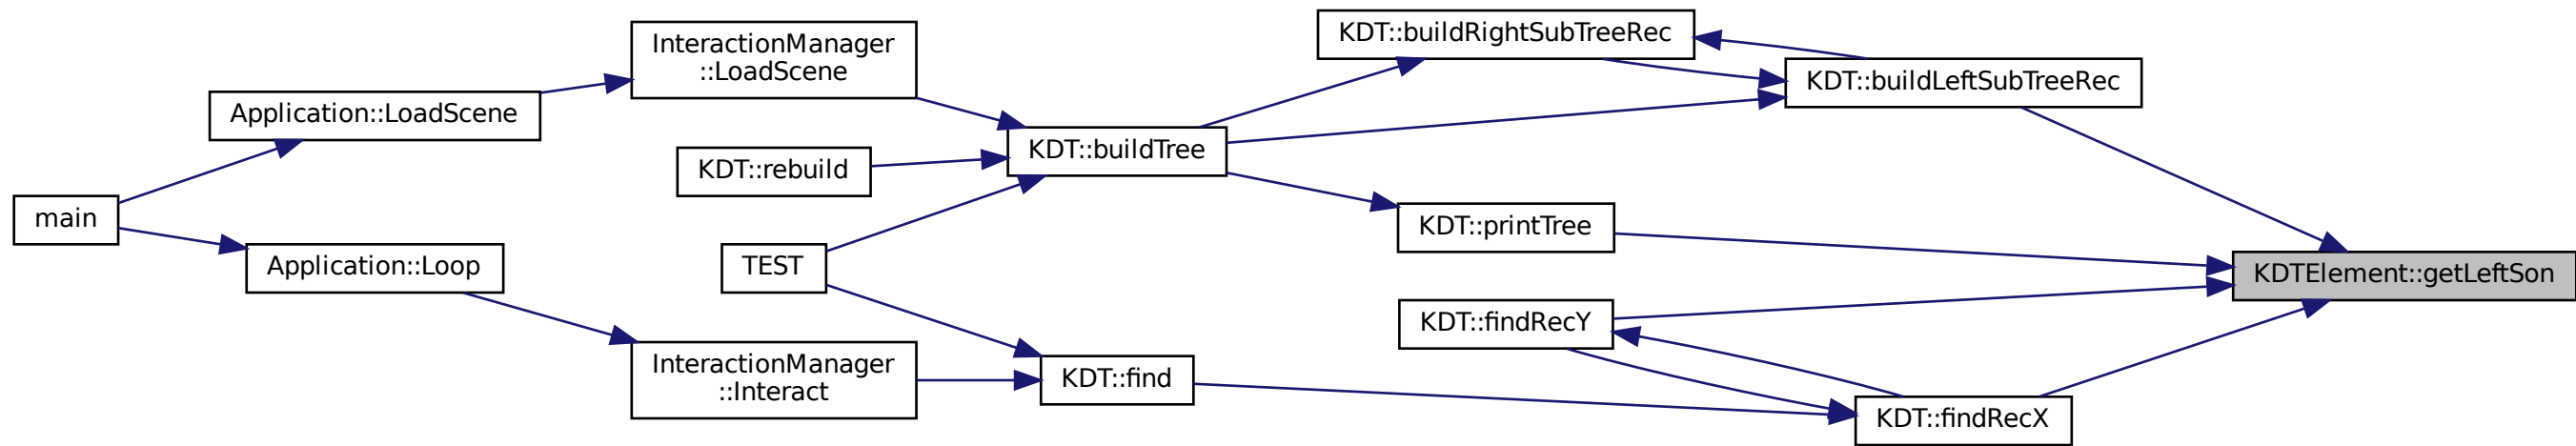 main
Application::LoadScene
Application::Loop
InteractionManager
::LoadScene
KDT::rebuild
TEST
InteractionManager
::Interact
KDT::buildTree
KDT::find
KDT::buildRightSubTreeRec
KDT::printTree
KDT::findRecY
KDT::buildLeftSubTreeRec
KDT::findRecX
KDTElement::getLeftSon